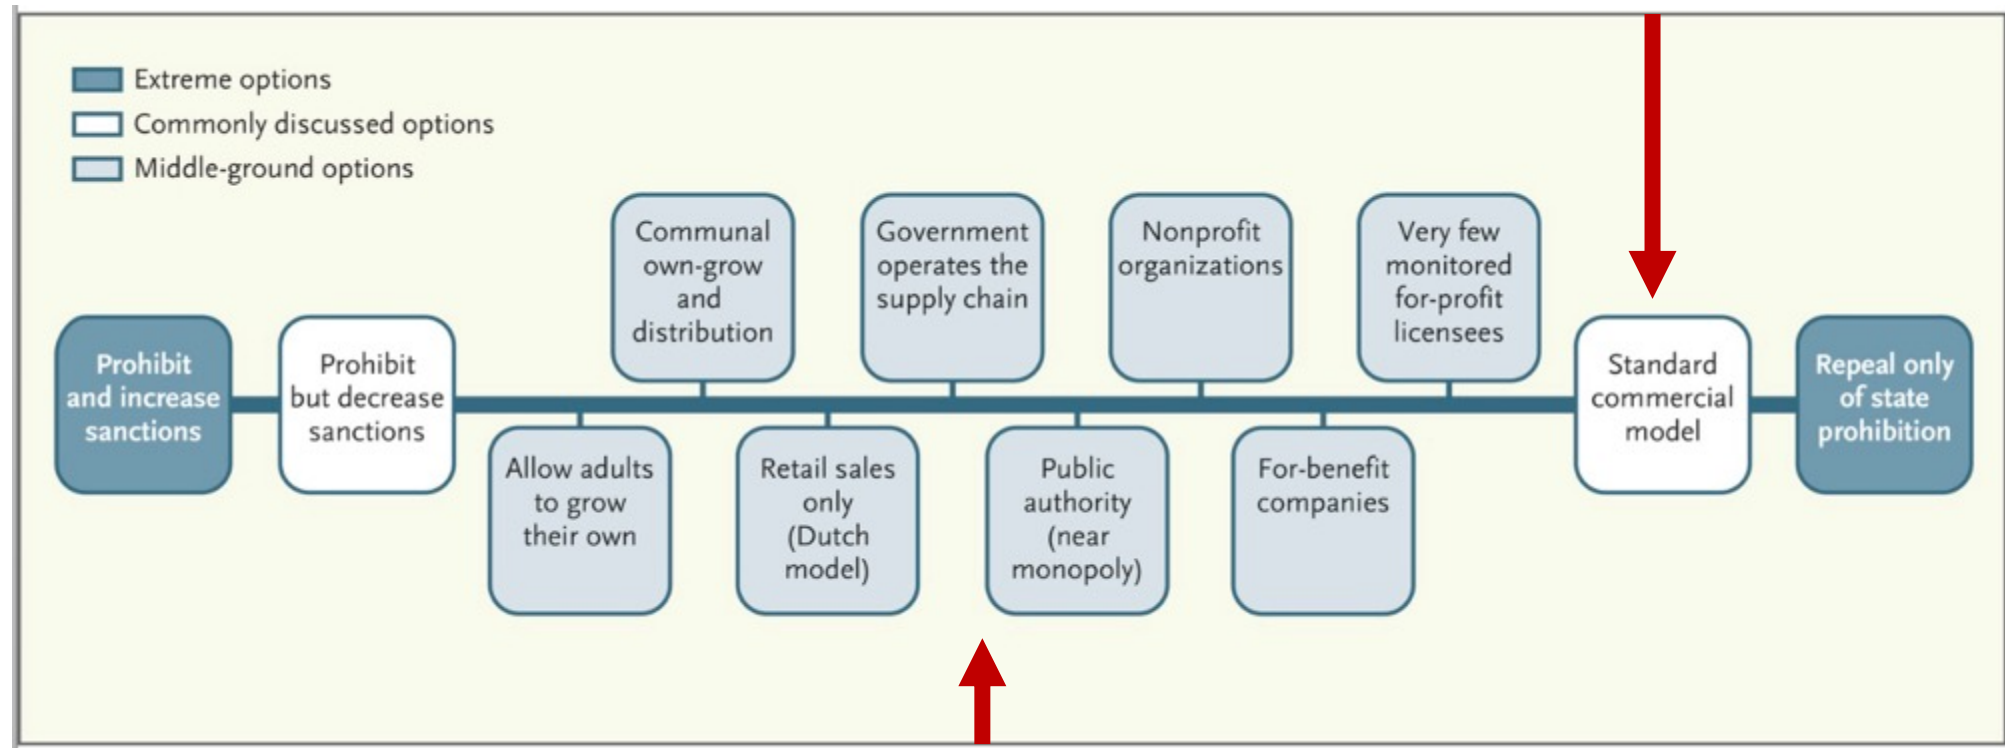 Extreme options
Commonly discussed options
Middle-ground options
Communal
own-grow
and
distribution
Government
operates the
supply chain
Nonprofit
organizations
Very few
monitored
for-profit
licensees
Prohibit
and increase
sanctions
Prohibit
but decrease
sanctions
Standard
commercial
model
Repeal only
of state
prohibition
Allow adults
to grow
their own
Retail sales
only
(Dutch
model)
Public
authority
(near
monopoly)
For-benefit
companies